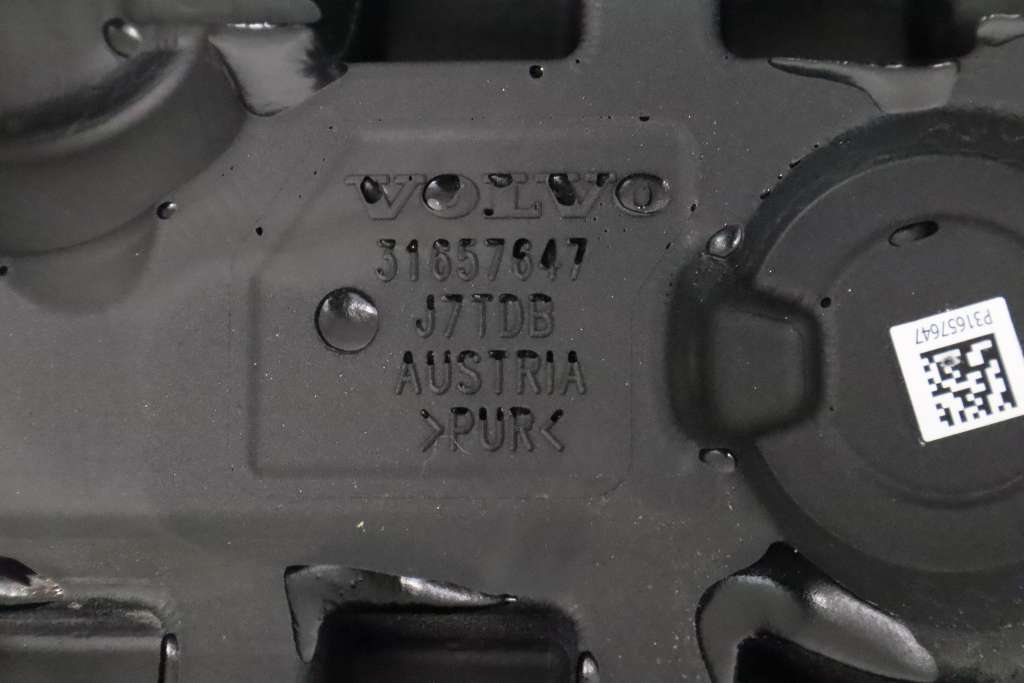 VOLVO
31657647
J7TDB
AUSTRIA
>PUR<
P31657647